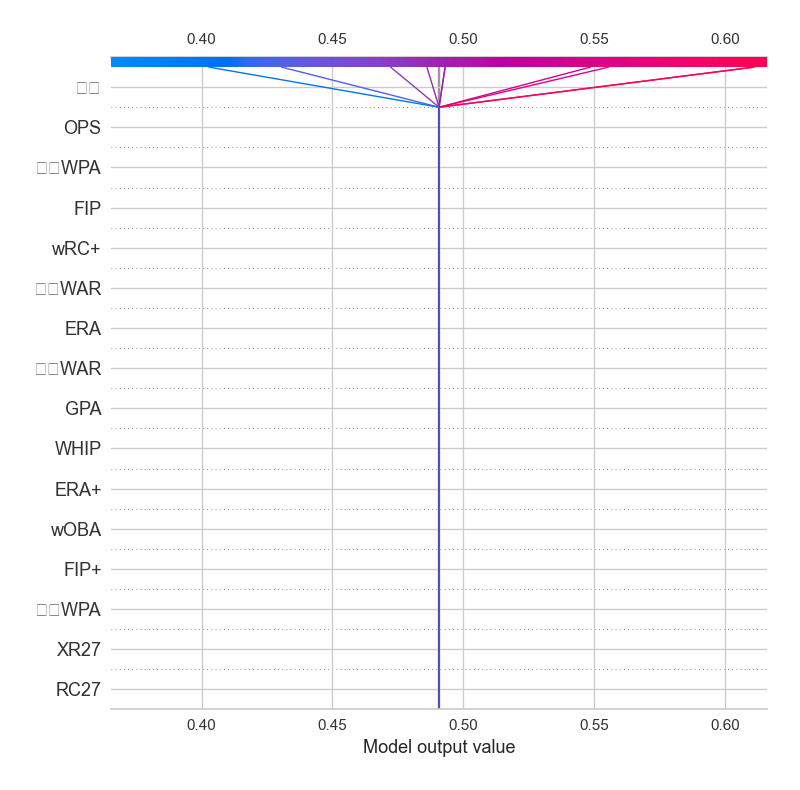 0.40 0.45 0.50 0.55 0.60
OPS
WPA
FIP
wRC+
WAR
ERA
WAR
GPA
WHIP
ERA+
wOBA
FIP+
WPA
XR27
RC27
0.40 0.45 0.50 0.55 0.60
Model output value